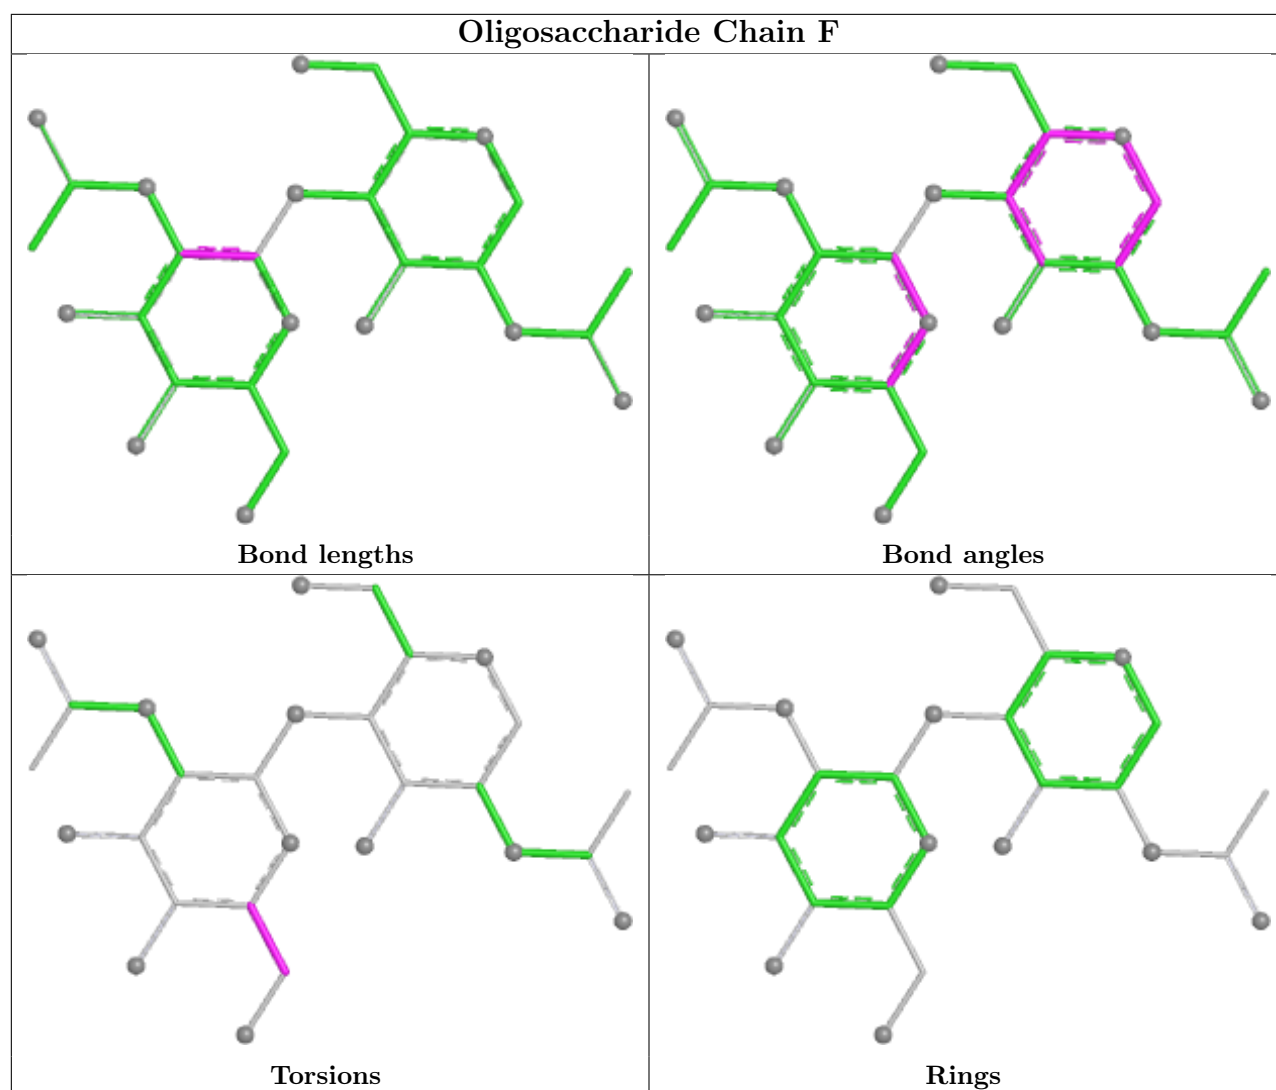 Oligosaccharide Chain F
Bond lengths
Bond angles
Torsions
Rings